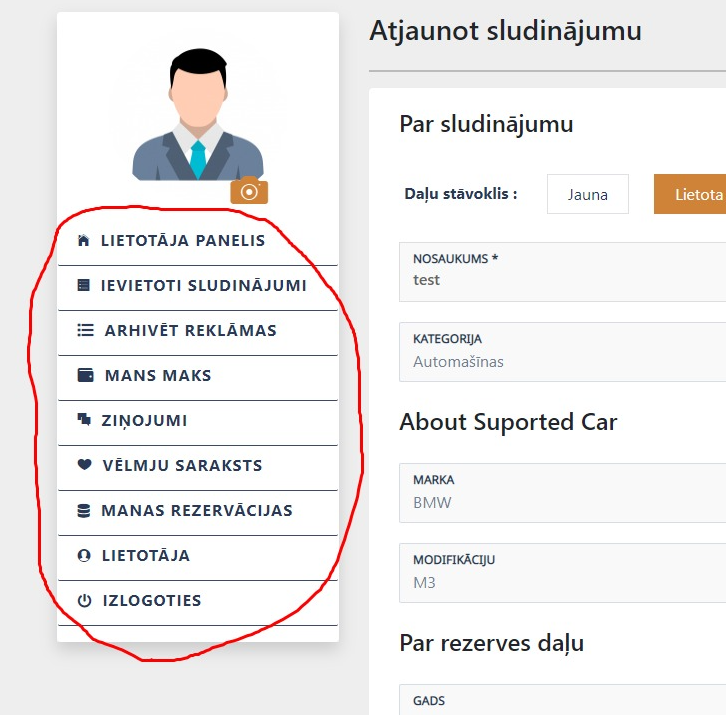 Atjaunot sludinājumu
LIETOTĀJA PANELIS
IEVIETOTI SLUDINĀJUMI
ARHIVĒT REKLĀMAS
MANS MAKS
ZIŅOJUMI
VĒLMJU SARAKSTS
MANAS REZERVĀCIJAS
LIETOTĀJA
IZLOGOTIES
Par sludinājumu
Daļu stāvoklis : Jauna Lietota
NOSAUKUMS *
test
KATEGORIJA
Automašīnas
About Suported Car
MARKA
BMW
MODIFIKĀCIJU
M3
Par rezerves daļu
GADS